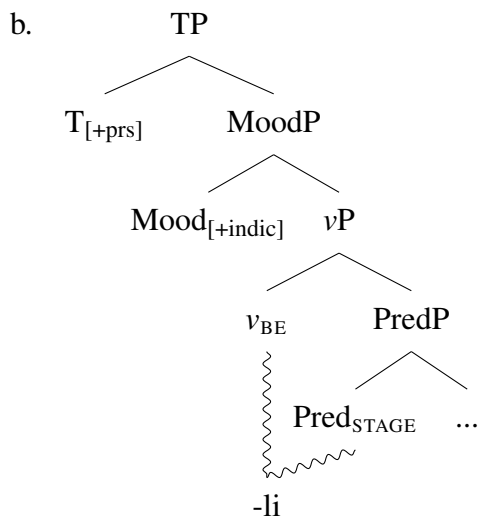 b. TP
T[+prs] MoodP
Mood[+indic] vP
vBE PredP
PredSTAGE ...
-li